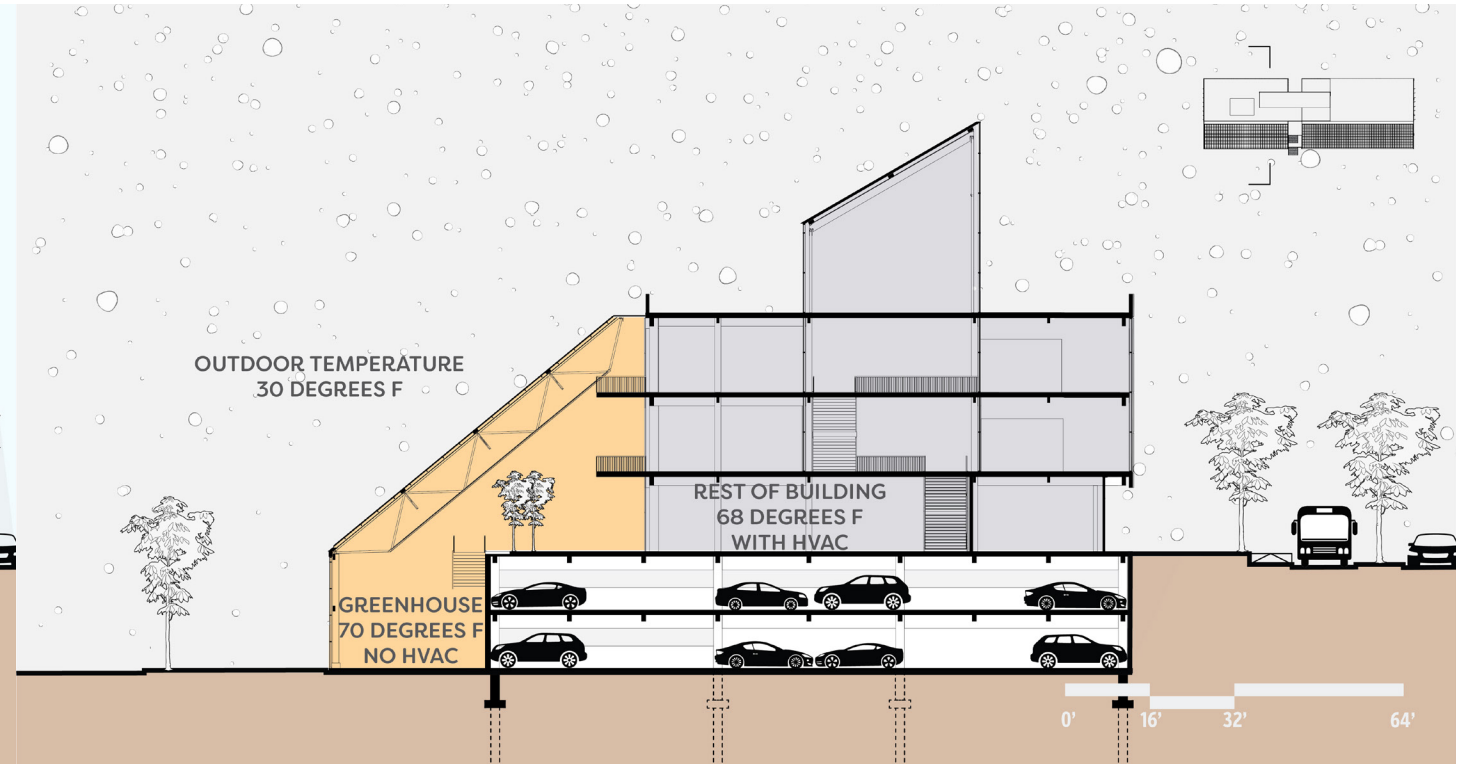 OUTDOOR TEMPERATURE
30 DEGREES F
REST OF BUILDING
68 DEGREES F
WITH HVAC
GREENHOUSE
70 DEGREES F
NO HVAC
0' 16' 32' 64'